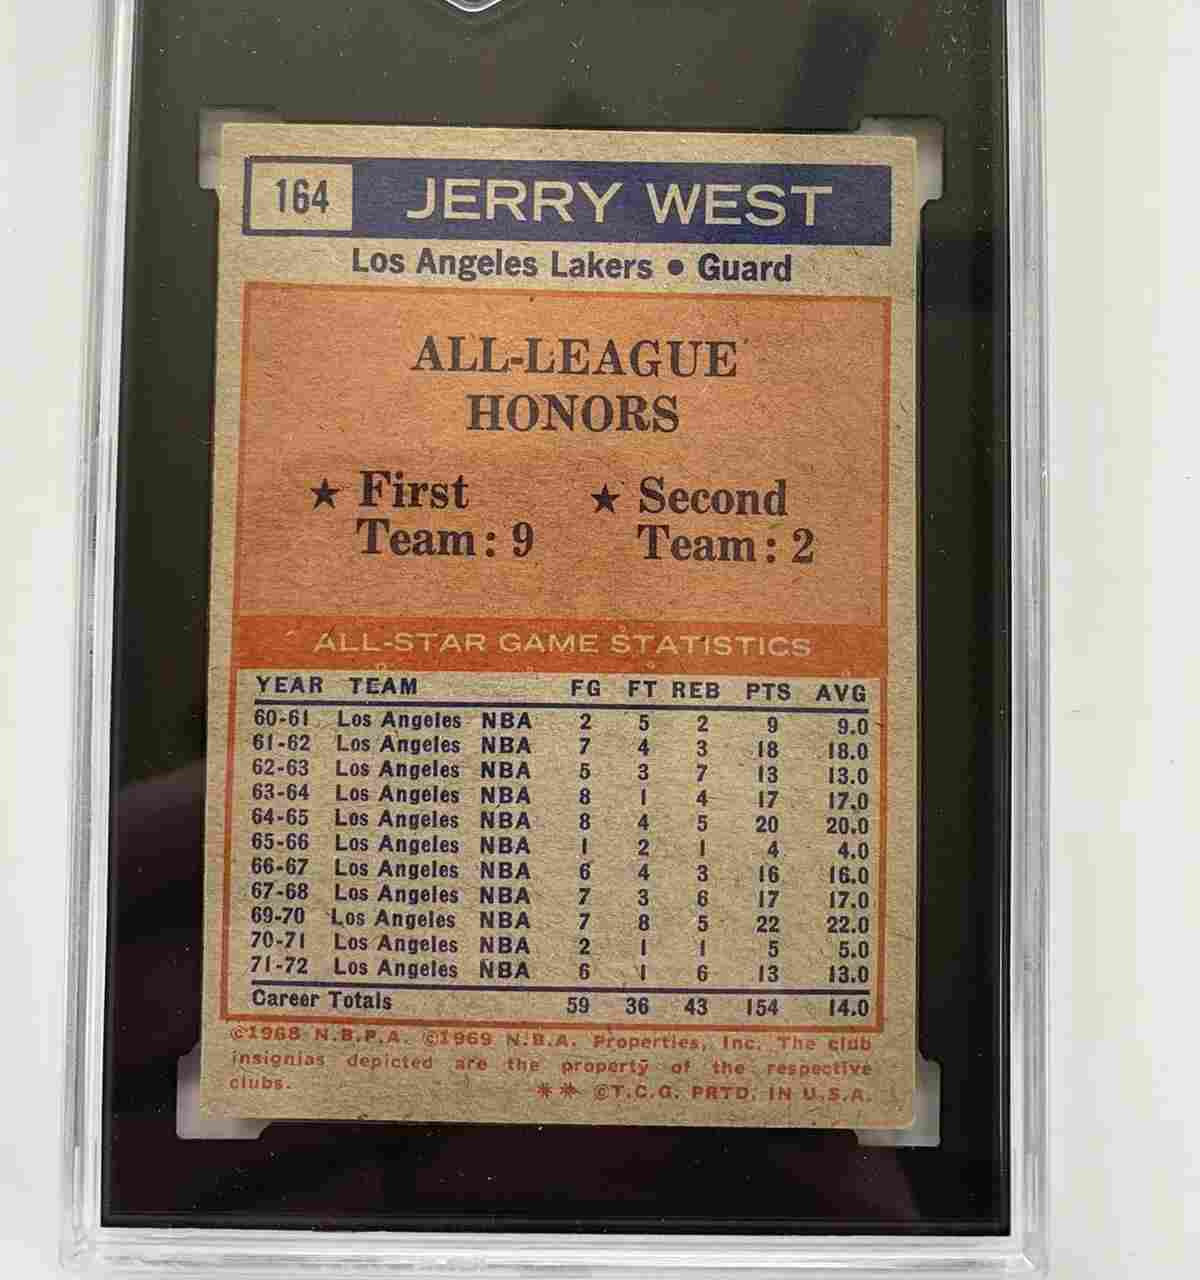 164 JERRY WEST
Los Angeles Lakers • Guard
ALL-LEAGUE
HONORS
★ First ★ Second
Team: 9 Team: 2
ALL-STAR GAME STATISTICS
YEAR TEAM FG FT REB PTS AVG
60-61 Los Angeles NBA 2 5 2 9 9.0
61-62 Los Angeles NBA 7 4 3 18 18.0
62-63 Los Angeles NBA 5 3 7 13 13.0
63-64 Los Angeles NBA 8 1 4 17 17.0
64-65 Los Angeles NBA 8 4 5 20 20.0
65-66 Los Angeles NBA 1 2 1 4 4.0
66-67 Los Angeles NBA 6 4 3 16 16.0
67-68 Los Angeles NBA 7 3 6 17 17.0
69-70 Los Angeles NBA 7 8 5 22 22.0
70-71 Los Angeles NBA 2 1 1 5 5.0
71-72 Los Angeles NBA 6 1 6 13 13.0
Career Totals 59 36 43 154 14.0
©1968 N.B.P.A. ©1969 N.B.A. Properties, Inc. The club
insignias depicted are the property of the respective
clubs. ** ©T.C.G. PRTD. IN U.S.A.